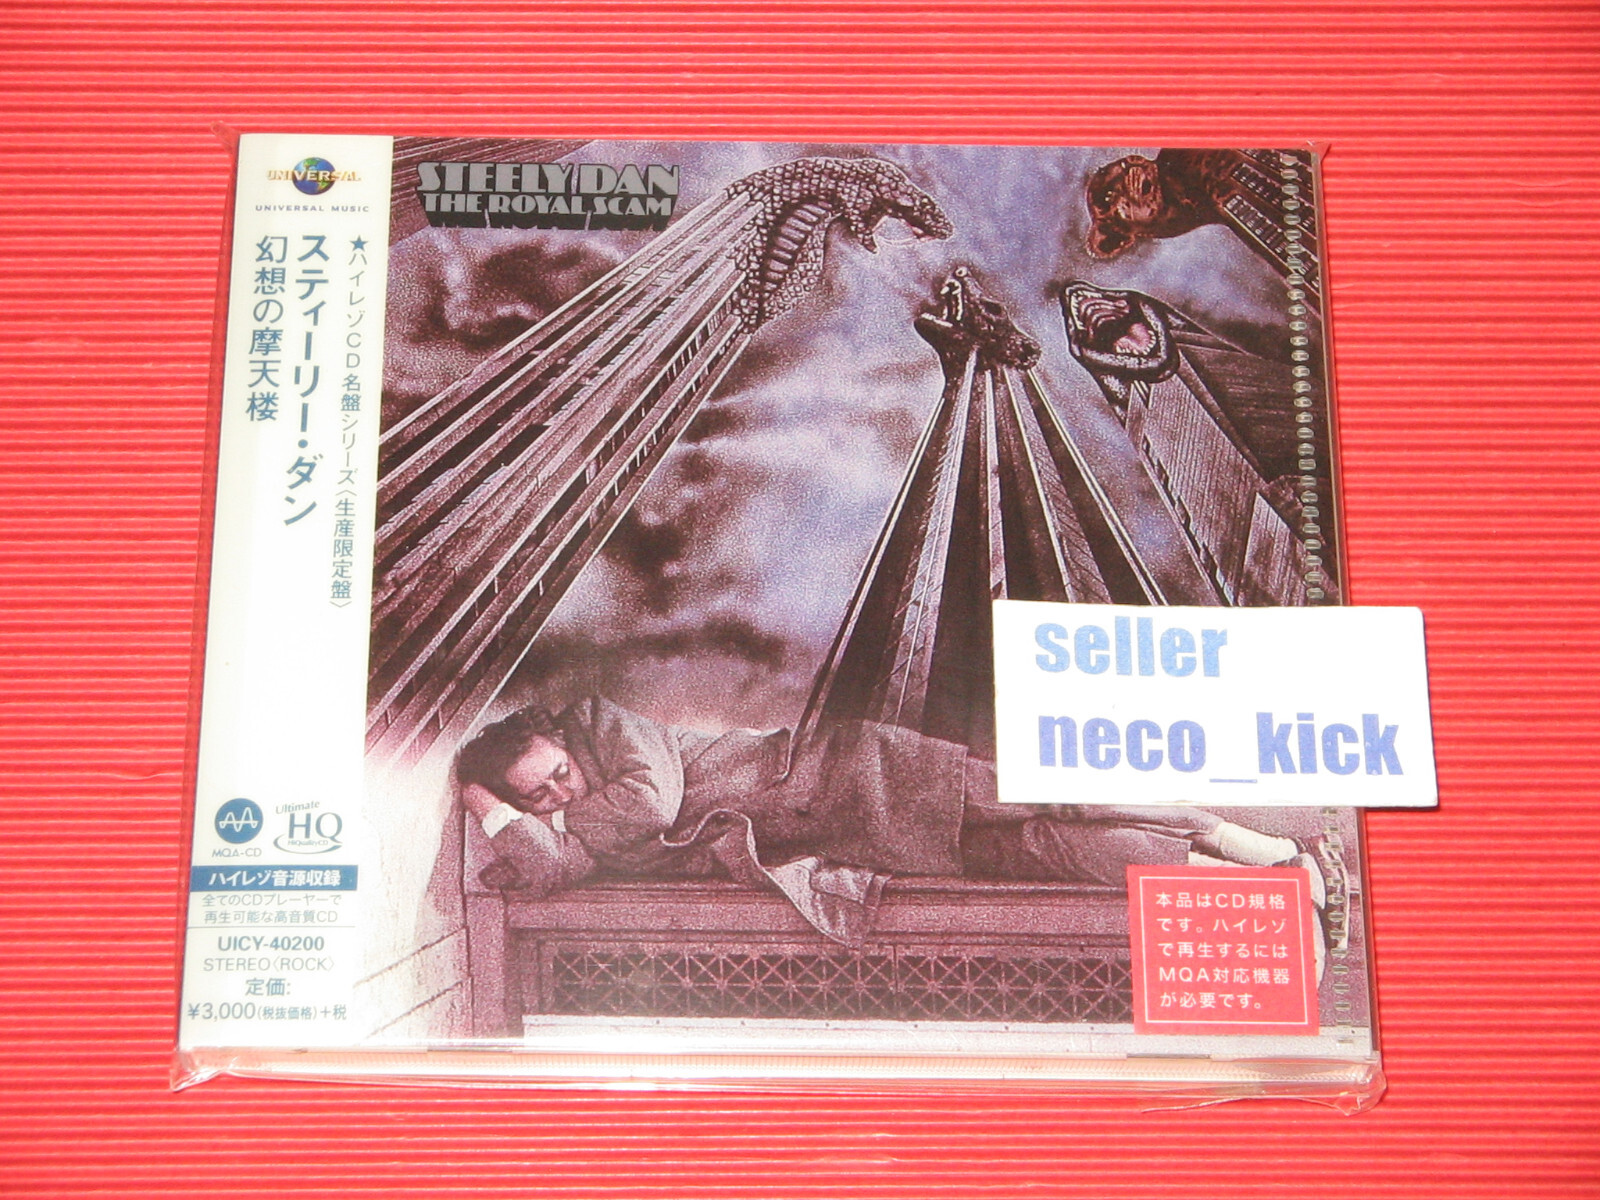 UNIVERSAL
UNIVERSAL MUSIC
★ハイレゾCD名盤シリーズ〈生産限定盤〉
スティーリー・ダン
幻想の摩天楼
MQA-CD
Ultimate
HQ
HiQualityCD
ハイレゾ音源収録
全てのCDプレーヤーで
再生可能な高音質CD
UICY-40200
STEREO〈ROCK〉
定価:
¥3,000(税抜価格)+税
STEELY DAN
THE ROYAL SCAM
seller
neco_kick
本品はCD規格
です。ハイレゾ
で再生するには
MQA対応機器
が必要です。